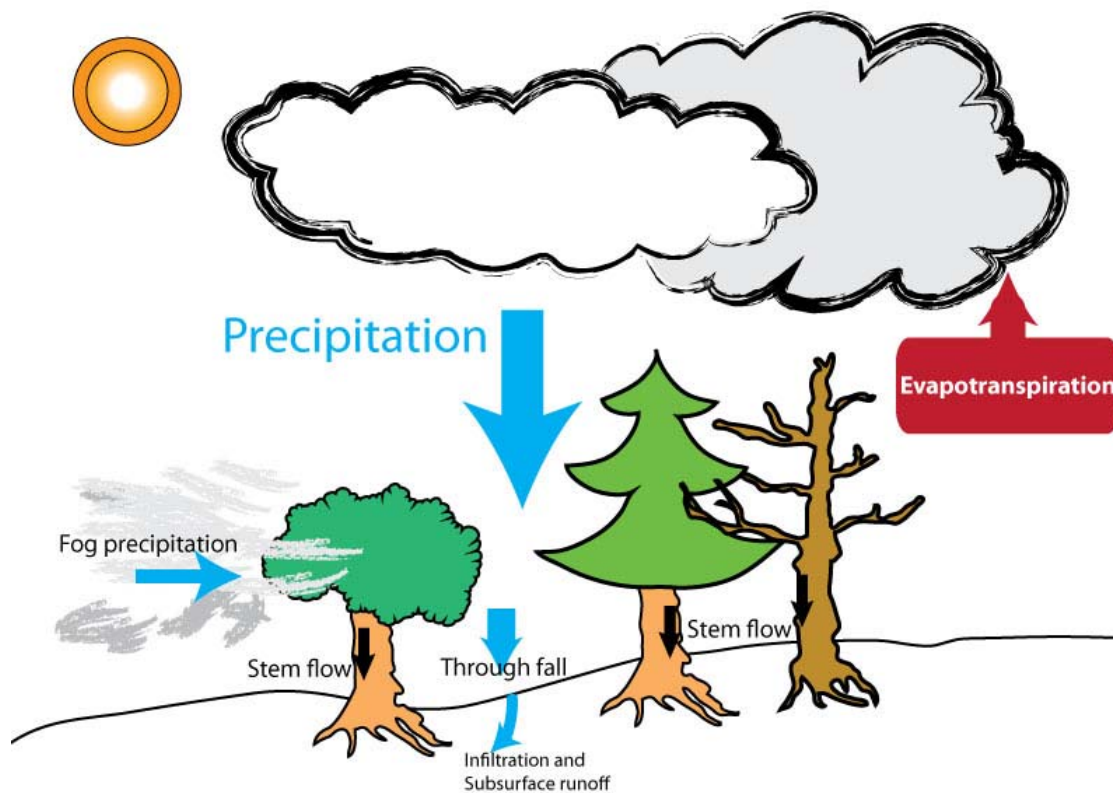 Precipitation
Evapotranspiration
Fog precipitation
Stem flow
Through fall
Stem flow
Infiltration and
Subsurface runoff